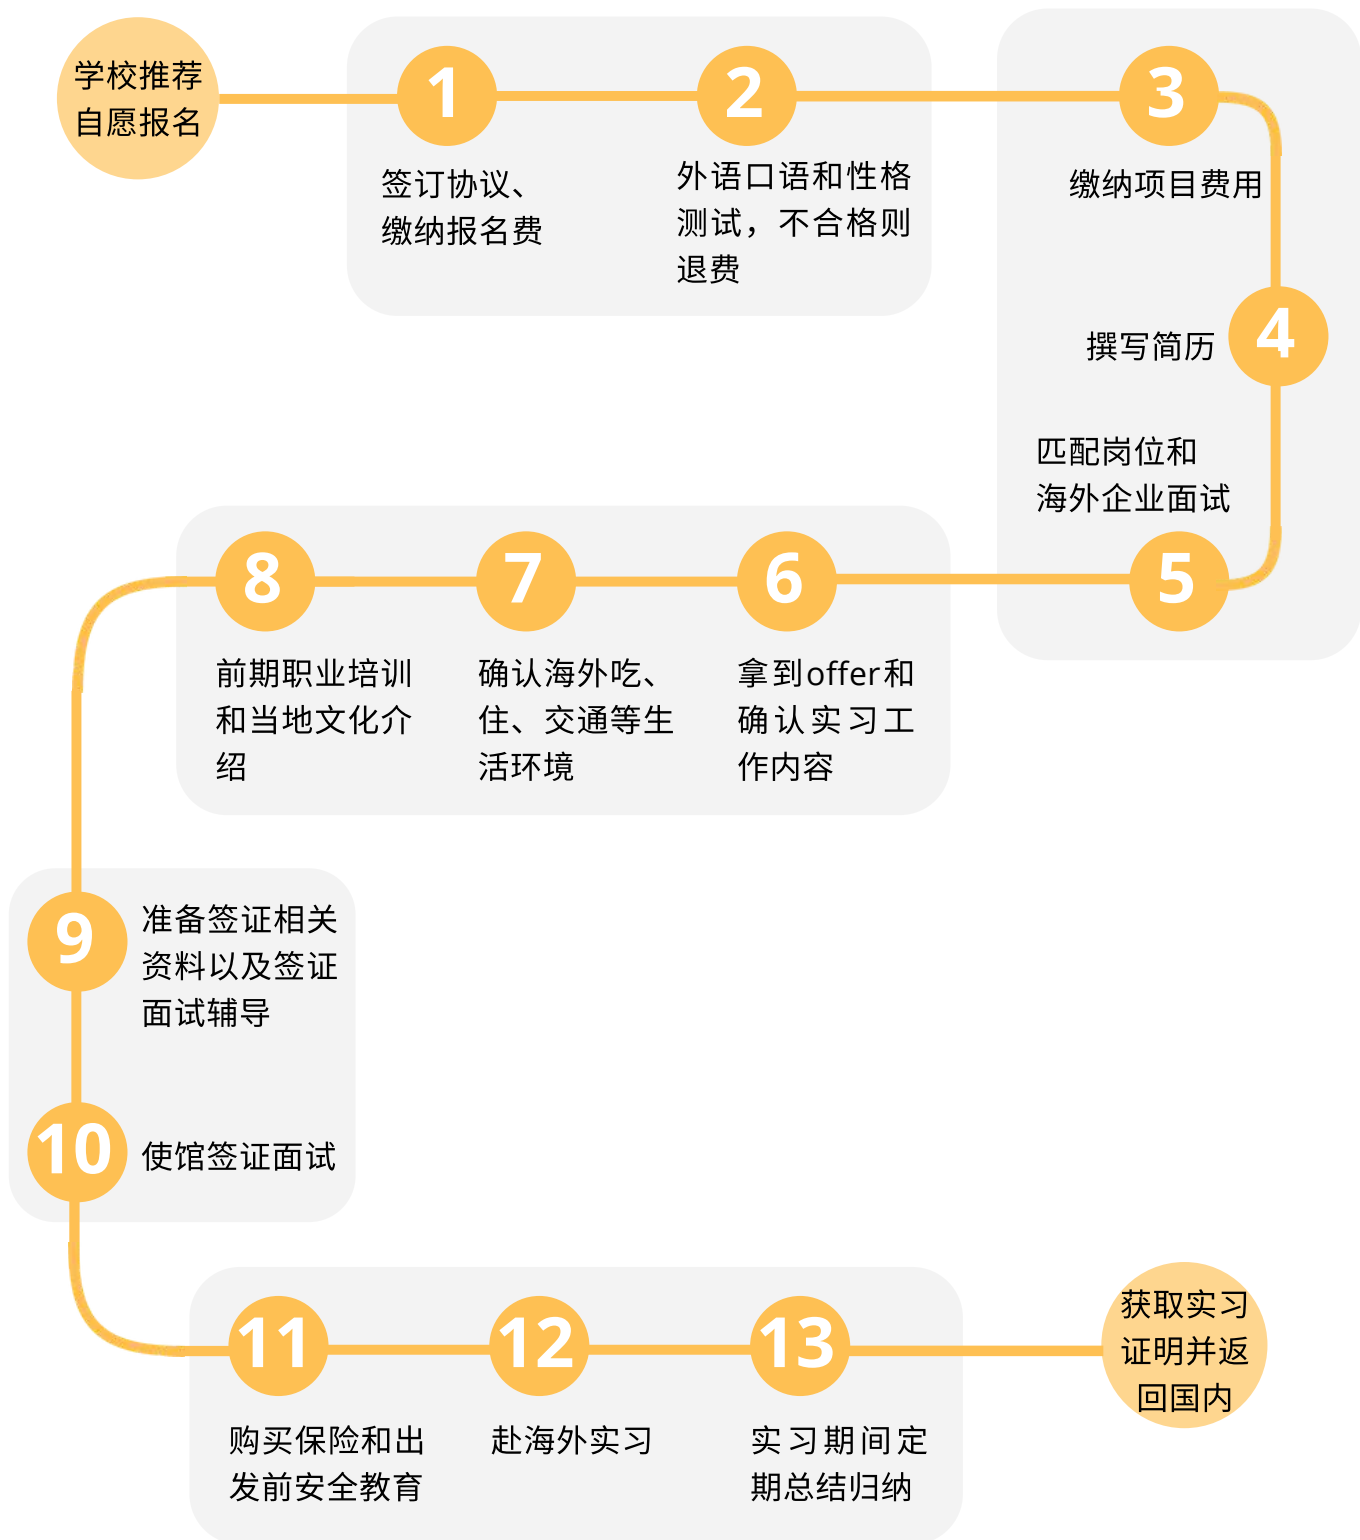 学校推荐
自愿报名
1
签订协议、
缴纳报名费
2
外语口语和性格
测试，不合格则
退费
3
缴纳项目费用
4
撰写简历
匹配岗位和
海外企业面试
5
6
拿到offer和
确认实习工
作内容
7
确认海外吃、
住、交通等生
活环境
8
前期职业培训
和当地文化介
绍
9
准备签证相关
资料以及签证
面试辅导
10
使馆签证面试
11
购买保险和出
发前安全教育
12
赴海外实习
13
实习期间定
期总结归纳
获取实习
证明并返
回国内